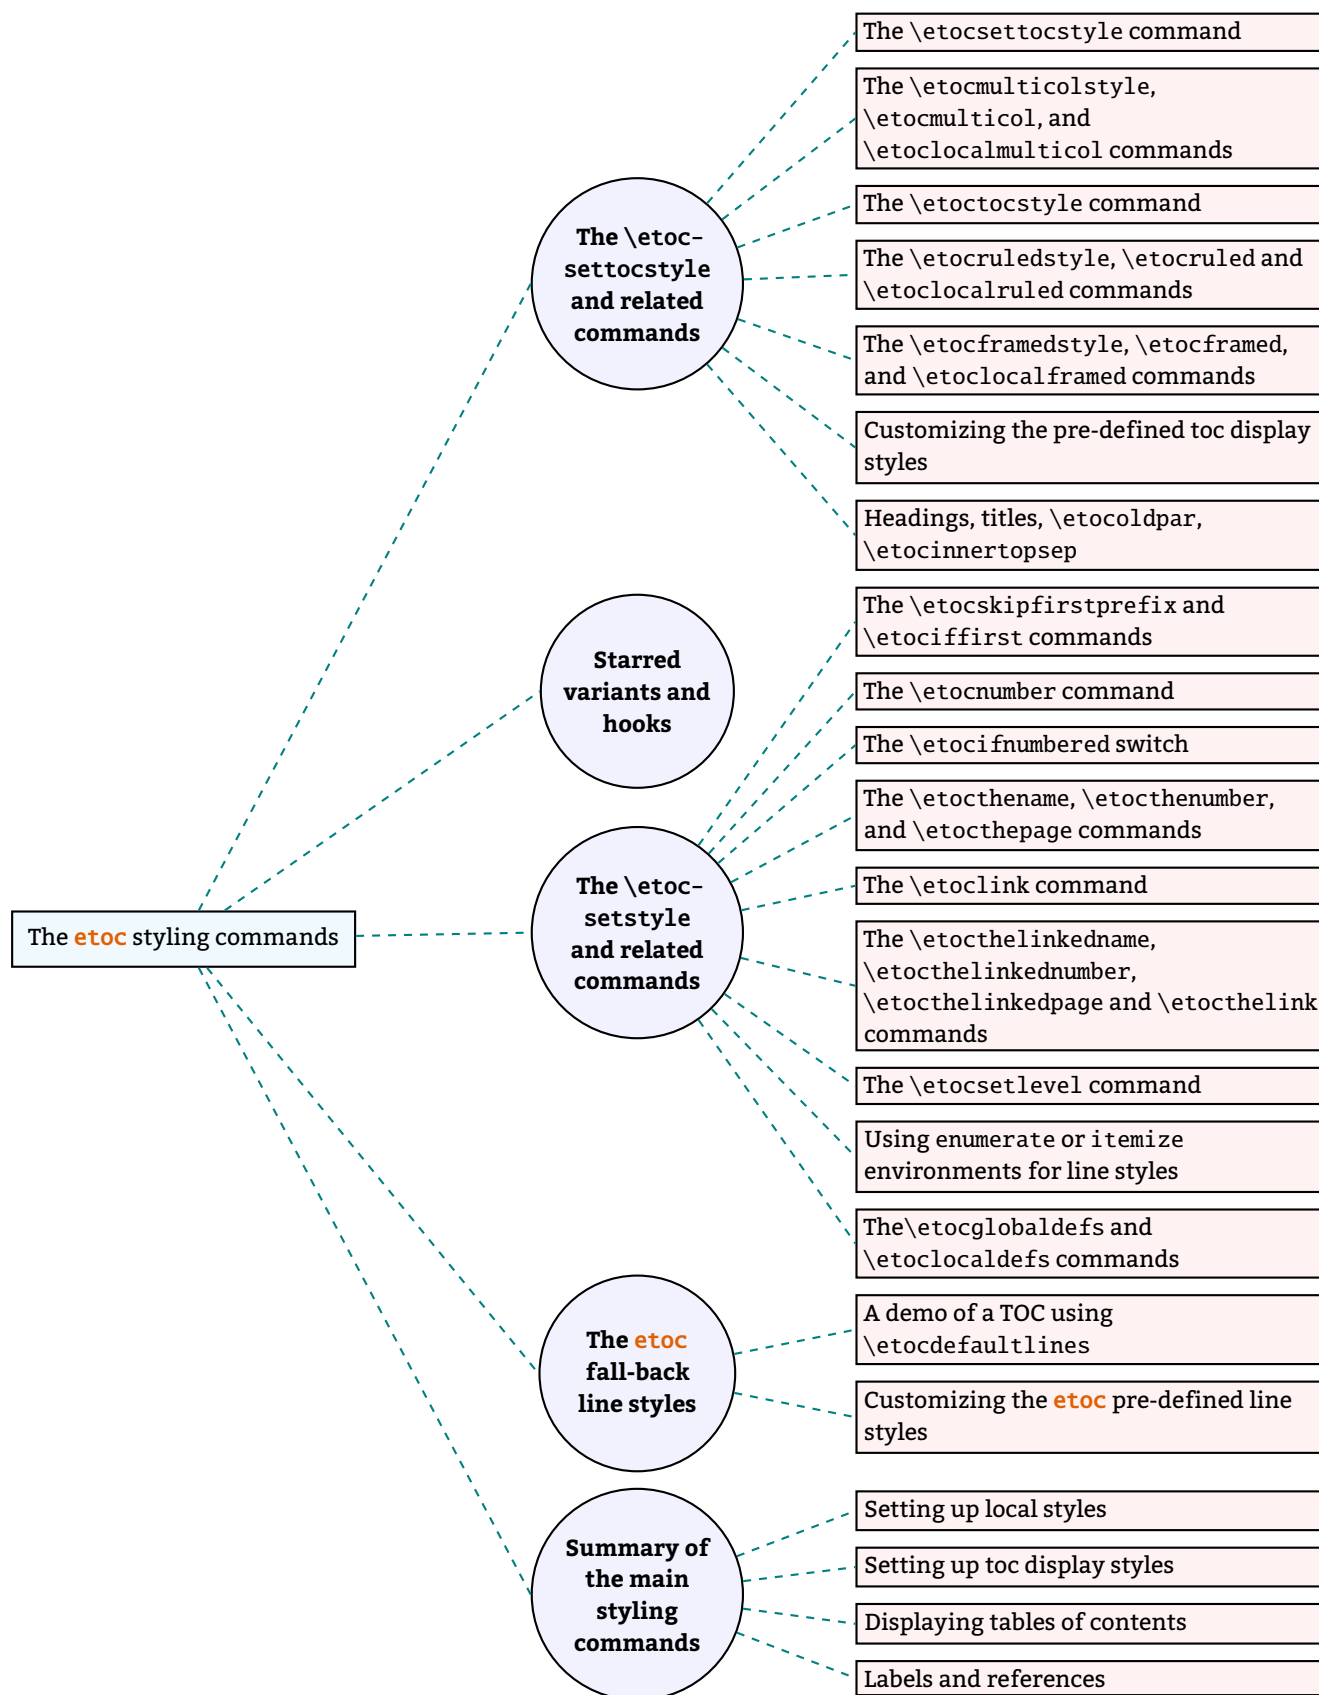 The \etocsettocstyle command
The \etocmulticolstyle,
\etocmulticol, and
\etoclocalmulticol commands
The \etoctocstyle command
The \etocruledstyle, \etocruled and
\etoclocalruled commands
The \etocframedstyle, \etocframed,
and \etoclocalframed commands
Customizing the pre-defined toc display
styles
Headings, titles, \etocoldpar,
\etocinnertopsep
The \etoc-
settocstyle
and related
commands
The \etocskipfirstprefix and
\etociffirst commands
The \etocnumber command
The \etocifnumbered switch
The \etocthename, \etocthenumber,
and \etocthepage commands
The \etoclink command
The \etocthelinkedname,
\etocthelinkednumber,
\etocthelinkedpage and \etocthelink
commands
The \etocsetlevel command
Using enumerate or itemize
environments for line styles
The\etocglobaldefs and
\etoclocaldefs commands
Starred
variants and
hooks
The \etoc-
setstyle
and related
commands
The etoc styling commands
A demo of a TOC using
\etocdefaultlines
Customizing the etoc pre-defined line
styles
The etoc
fall-back
line styles
Setting up local styles
Setting up toc display styles
Displaying tables of contents
Labels and references
Summary of
the main
styling
commands